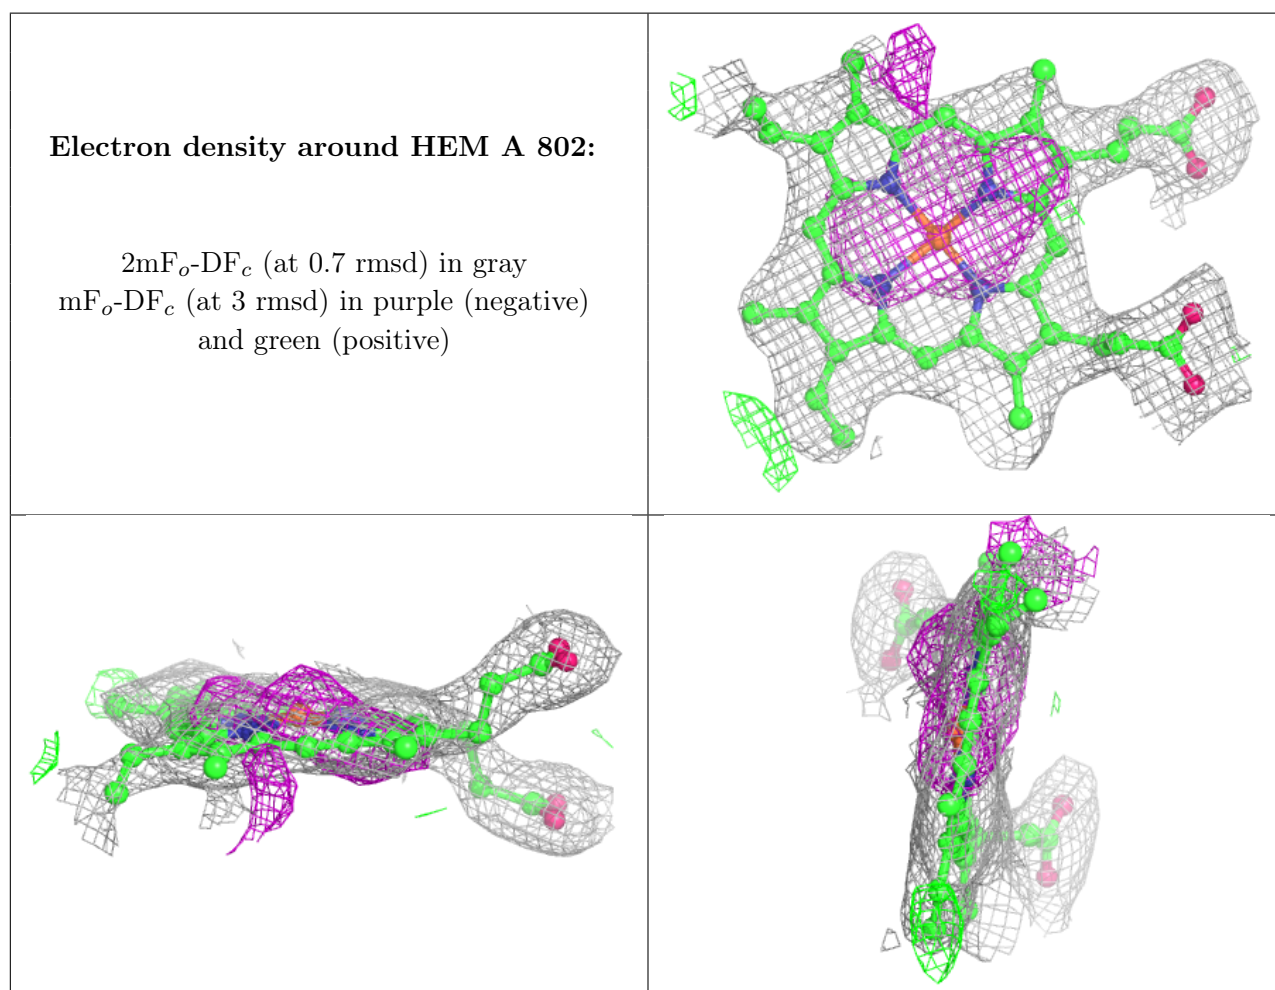 Electron density around HEM A 802:
2mFo-DFc (at 0.7 rmsd) in gray
mFo-DFc (at 3 rmsd) in purple (negative)
and green (positive)